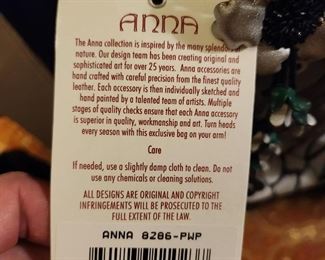 ANNA
The Anna collection is inspired by the many splendors of
nature. Our design team has been creating original and
sophisticated art for over 25 years. Anna accessories are
hand crafted with careful precision from the finest quality
leather. Each accessory is then individually sketched and
hand painted by a talented team of artists. Multiple
stages of quality checks ensure that each Anna accessory
is superior in quality, workmanship and art. Turn heads
every season with this exclusive bag on your arm!
Care
If needed, use a slightly damp cloth to clean. Do not
use any chemicals or cleaning solutions.
ALL DESIGNS ARE ORIGINAL AND COPYRIGHT
INFRINGEMENTS WILL BE PROSECUTED TO THE
FULL EXTENT OF THE LAW.
ANNA 8286-PWP